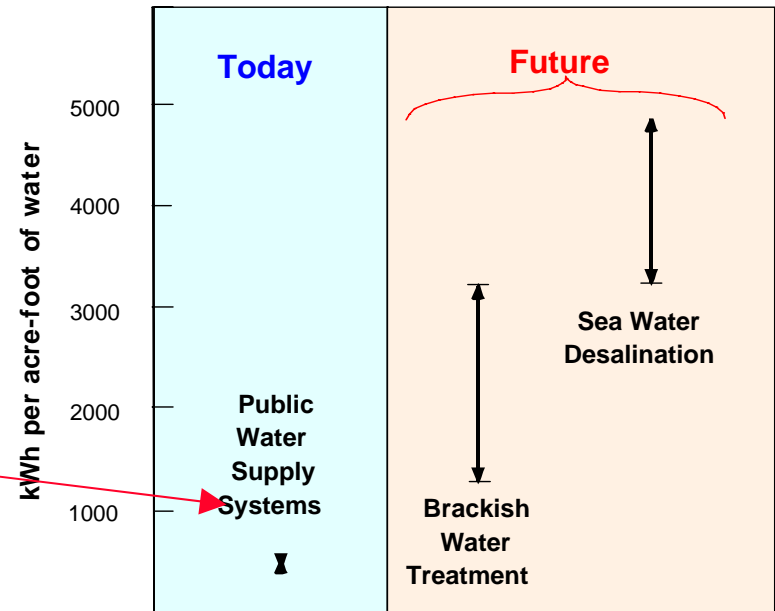 Today
Future
kWh per acre-foot of water
5000
4000
3000
2000
1000
Public
Water
Supply
Systems
Sea Water
Desalination
Brackish
Water
Treatment